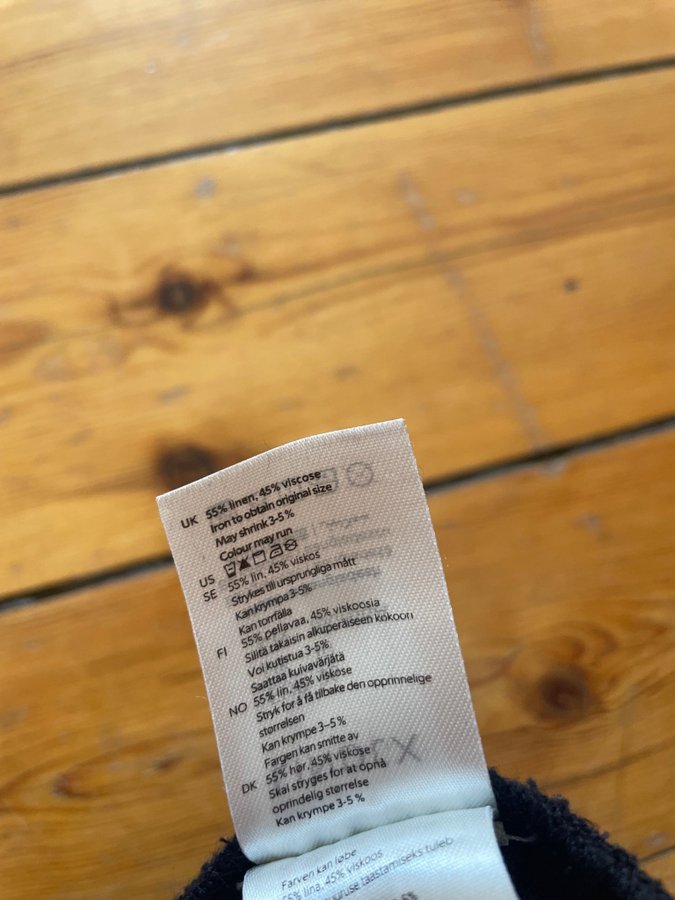 UK 55% linen, 45% viscose
Iron to obtain original size
May shrink 3-5%
Colour may run
US
SE 55% lin, 45% viskos
Strykes till ursprungliga mått
Kan krympa 3-5%
Kan torrfälla
FI 55% pellavaa, 45% viskoosia
Silitä takaisin alkuperäiseen kokoon
Voi kutistua 3-5%
Saattaa kuivavärjätä
NO 55% lin, 45% viskose
Stryk for å få tilbake den opprinnelige
størrelsen
Kan krympe 3-5%
Fargen kan smitte av
DK 55% hør, 45% viskose
Skal stryges for at opnå
oprindelig størrelse
Kan krympe 3-5%
Farven kan løbe
55% lina, 45% viskoos
suuruse taastamiseks tuleb